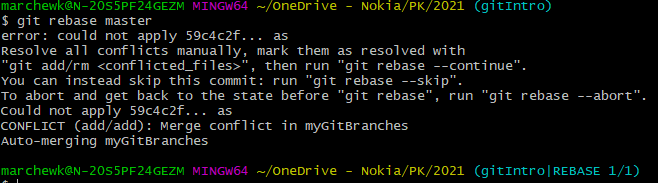 marchewk@N-20S5PF24GEZM MINGW64 ~/OneDrive - Nokia/PK/2021 (gitIntro)
$ git rebase master
error: could not apply 59c4c2f... as
Resolve all conflicts manually, mark them as resolved with
"git add/rm <conflicted_files>", then run "git rebase --continue".
You can instead skip this commit: run "git rebase --skip".
To abort and get back to the state before "git rebase", run "git rebase --abort".
Could not apply 59c4c2f... as
CONFLICT (add/add): Merge conflict in myGitBranches
Auto-merging myGitBranches
marchewk@N-20S5PF24GEZM MINGW64 ~/OneDrive - Nokia/PK/2021 (gitIntro|REBASE 1/1)
$